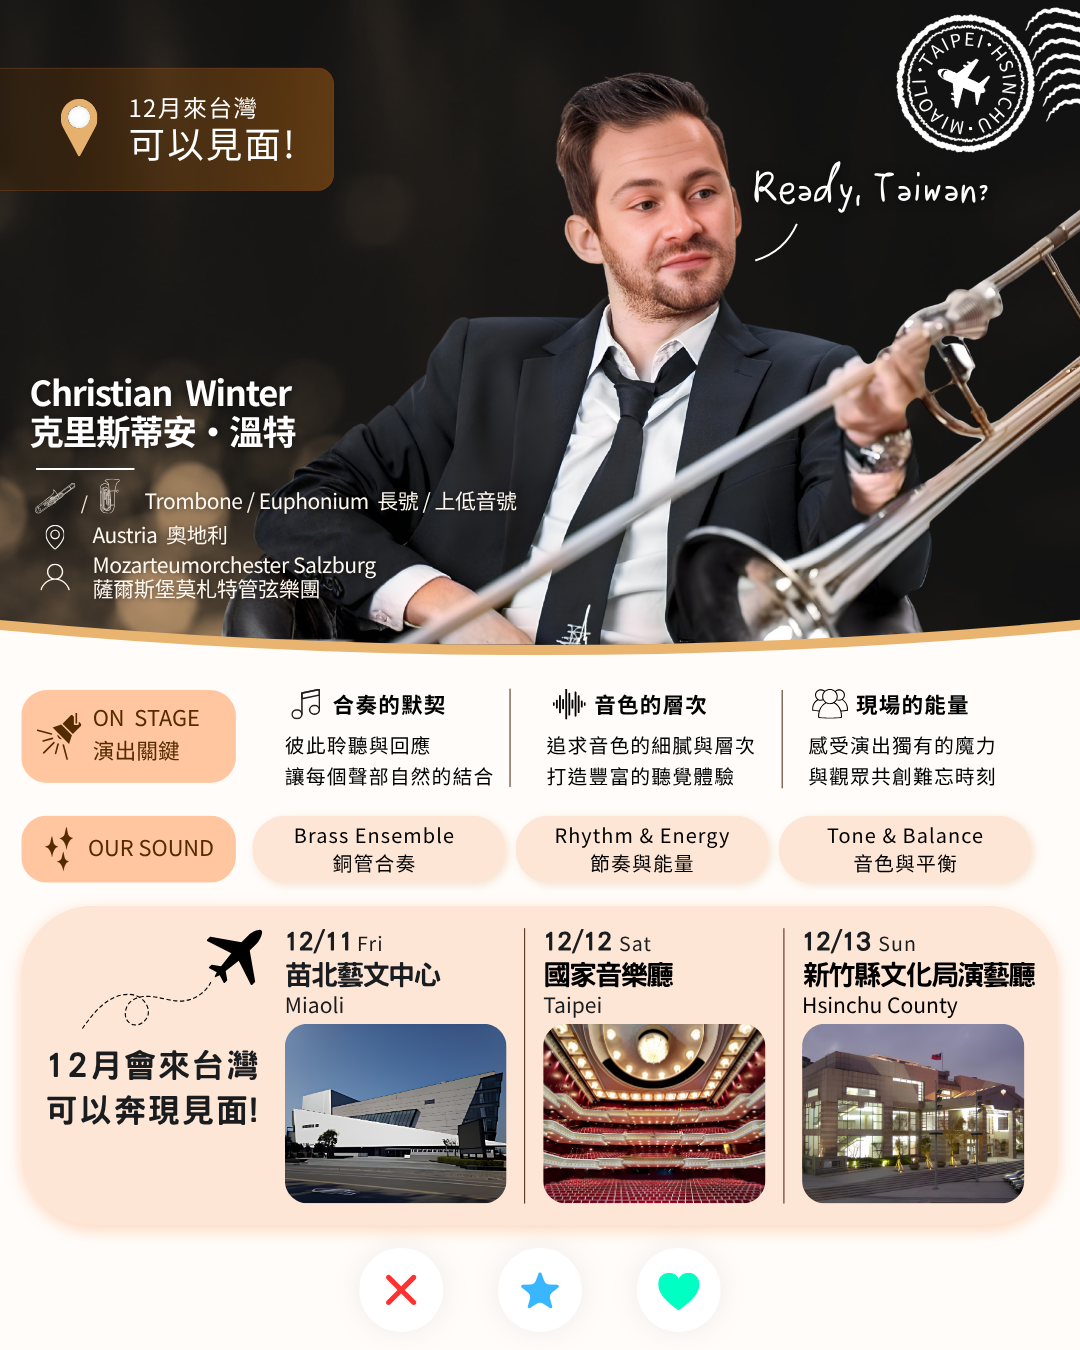 12月來台灣
可以見面!
TAIPEI·HSINCHU·MIAOLI·
Ready, Taiwan?
Christian Winter
克里斯蒂安・溫特
/ Trombone / Euphonium 長號 / 上低音號
Austria 奧地利
Mozarteumorchester Salzburg
薩爾斯堡莫札特管弦樂團
ON STAGE
演出關鍵
合奏的默契
彼此聆聽與回應
讓每個聲部自然的結合
音色的層次
追求音色的細膩與層次
打造豐富的聽覺體驗
現場的能量
感受演出獨有的魔力
與觀眾共創難忘時刻
OUR SOUND
Brass Ensemble
銅管合奏
Rhythm & Energy
節奏與能量
Tone & Balance
音色與平衡
12月會來台灣
可以奔現見面!
12/11 Fri
苗北藝文中心
Miaoli
12/12 Sat
國家音樂廳
Taipei
12/13 Sun
新竹縣文化局演藝廳
Hsinchu County